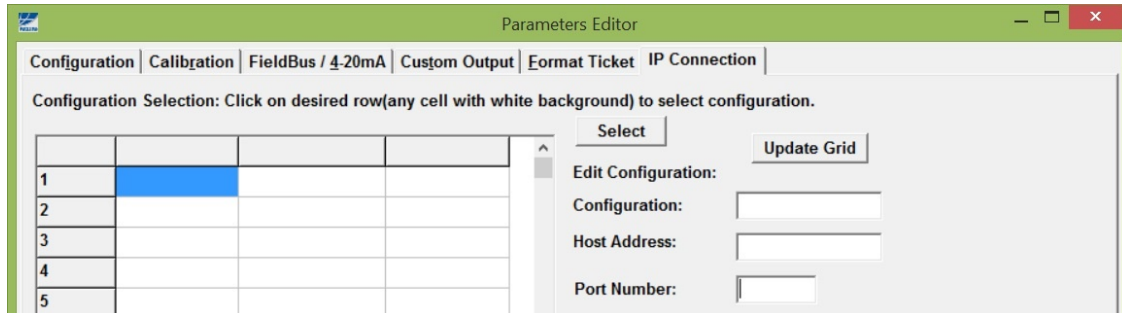 Parameters Editor
Configuration Calibration FieldBus / 4-20mA Custom Output Format Ticket IP Connection
Configuration Selection: Click on desired row(any cell with white background) to select configuration.
Select
Update Grid
Edit Configuration:
Configuration:
Host Address:
Port Number:
1
2
3
4
5